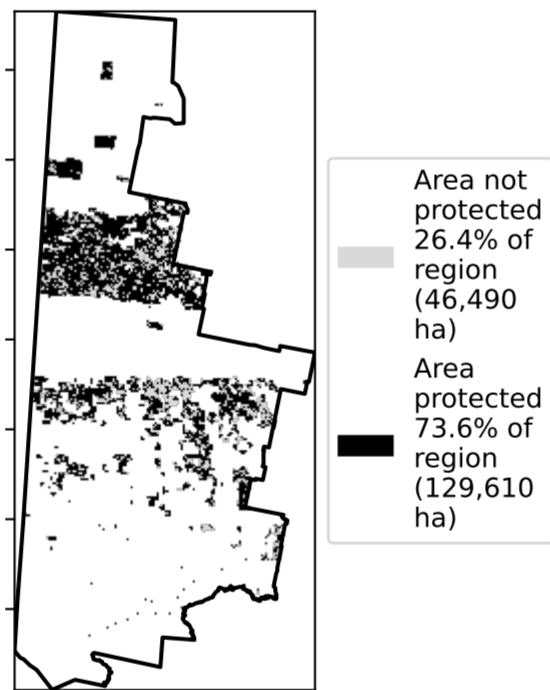 Area not
protected
26.4% of
region
(46,490
ha)
Area
protected
73.6% of
region
(129,610
ha)